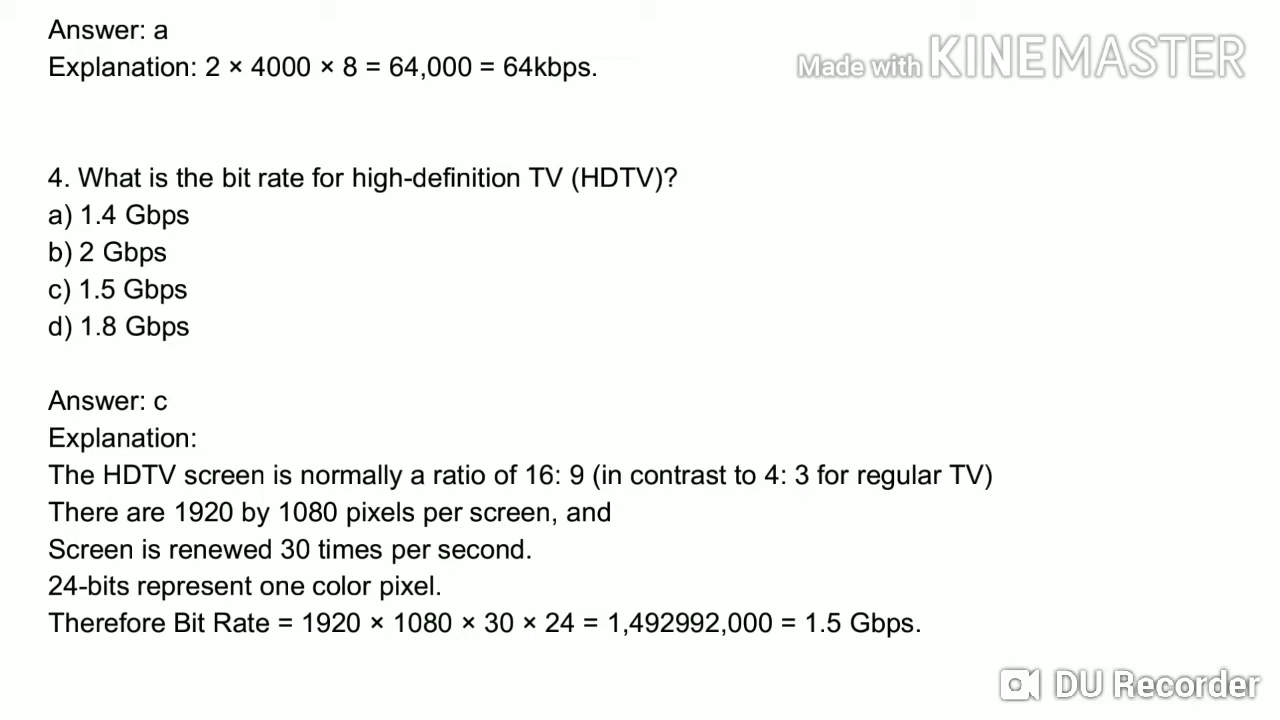 Answer: a
Made with KINEMASTER
Explanation: 2 × 4000 × 8 = 64,000 = 64kbps.
4. What is the bit rate for high-definition TV (HDTV)?
a) 1.4 Gbps
b) 2 Gbps
c) 1.5 Gbps
d) 1.8 Gbps
Answer: c
Explanation:
The HDTV screen is normally a ratio of 16: 9 (in contrast to 4: 3 for regular TV)
There are 1920 by 1080 pixels per screen, and
Screen is renewed 30 times per second.
24-bits represent one color pixel.
Therefore Bit Rate = 1920 × 1080 × 30 × 24 = 1,492992,000 = 1.5 Gbps.
DU Recorder